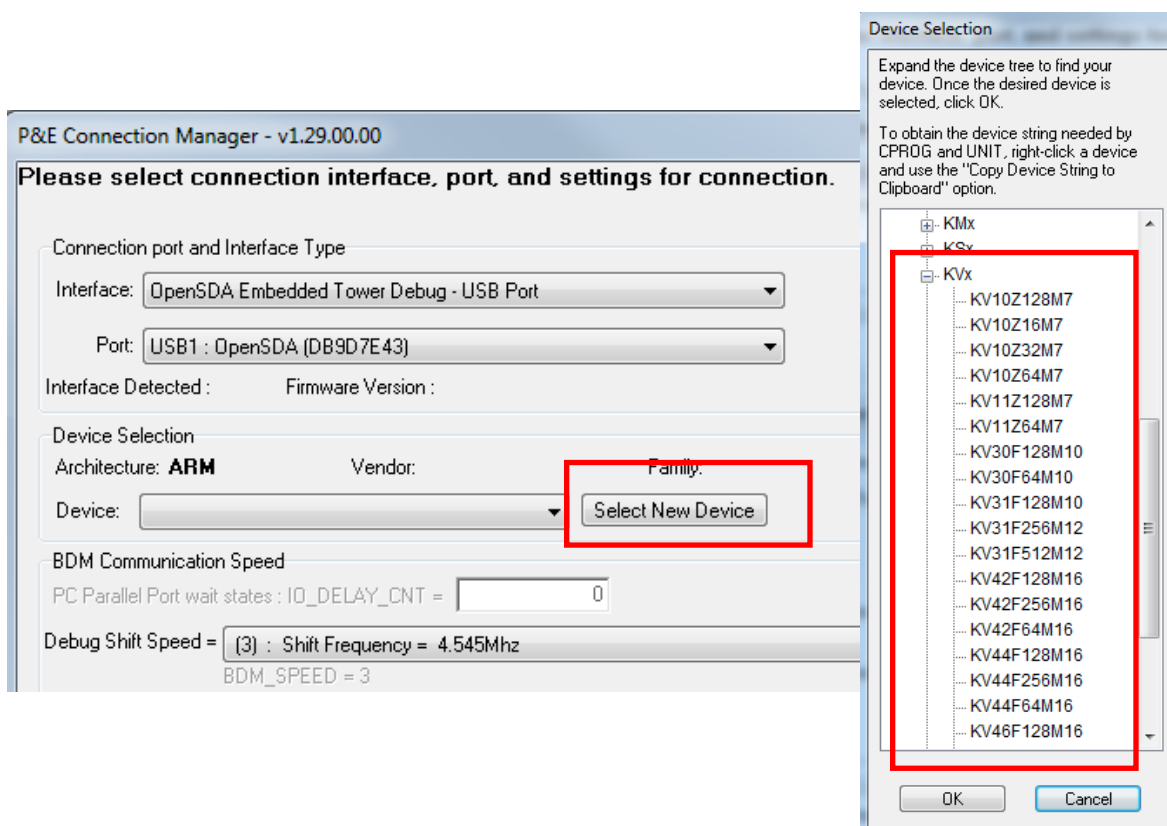 P&E Connection Manager - v1.29.00.00
Please select connection interface, port, and settings for connection.
Connection port and Interface Type
Interface: OpenSDA Embedded Tower Debug - USB Port
Port: USB1 : OpenSDA (DB9D7E43)
Interface Detected : Firmware Version :
Device Selection
Architecture: ARM Vendor: Family:
Device: Select New Device
BDM Communication Speed
PC Parallel Port wait states : IO_DELAY_CNT = 0
Debug Shift Speed = (3) : Shift Frequency = 4.545Mhz
BDM_SPEED = 3
Device Selection
Expand the device tree to find your
device. Once the desired device is
selected, click OK.
To obtain the device string needed by
CPROG and UNIT, right-click a device
and use the "Copy Device String to
Clipboard" option.
KMx
KSx
KVx
KV10Z128M7
KV10Z16M7
KV10Z32M7
KV10Z64M7
KV11Z128M7
KV11Z64M7
KV30F128M10
KV30F64M10
KV31F128M10
KV31F256M12
KV31F512M12
KV42F128M16
KV42F256M16
KV42F64M16
KV44F128M16
KV44F256M16
KV44F64M16
KV46F128M16
OK Cancel